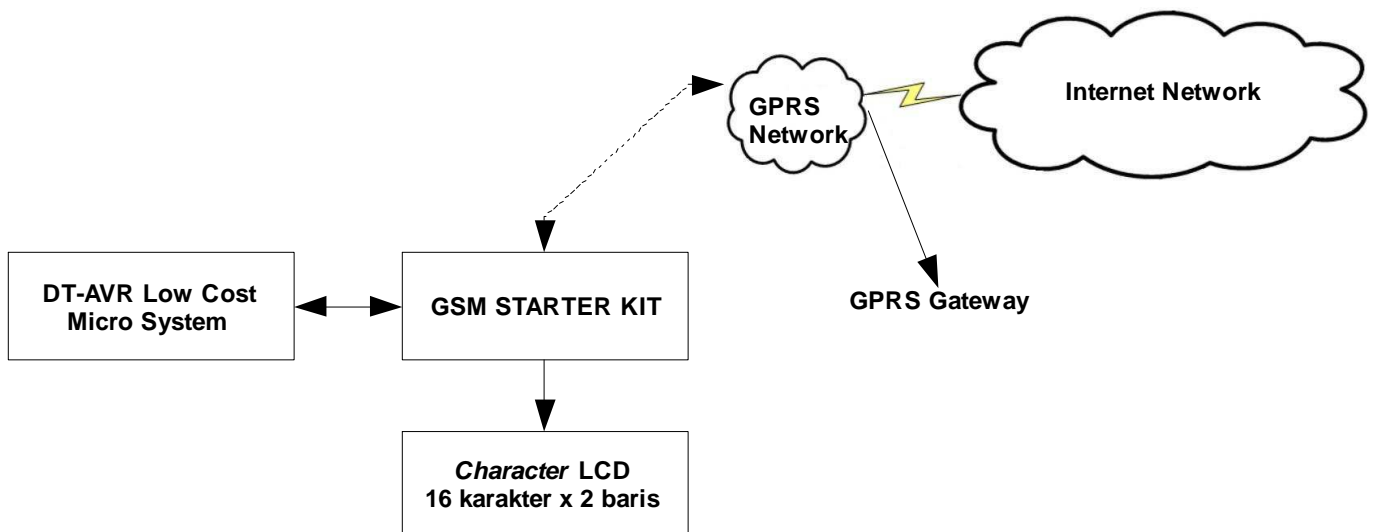 Internet Network
GPRS
Network
DT-AVR Low Cost
Micro System
GSM STARTER KIT
GPRS Gateway
Character LCD
16 karakter x 2 baris